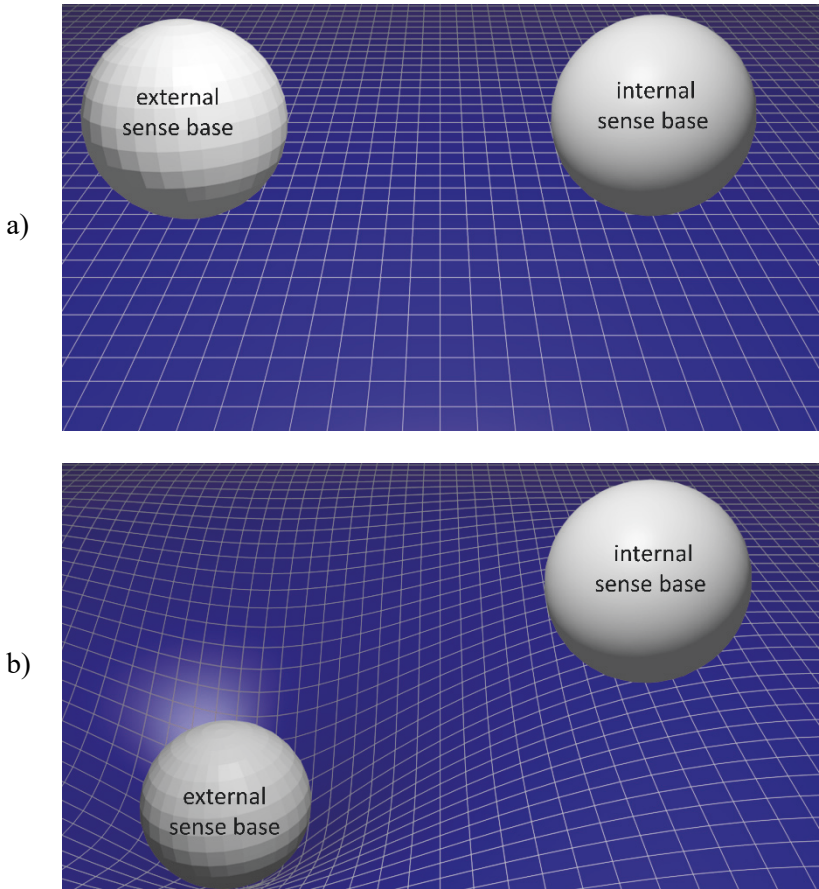 external
sense base
internal
sense base
a)
internal
sense base
b)
external
sense base